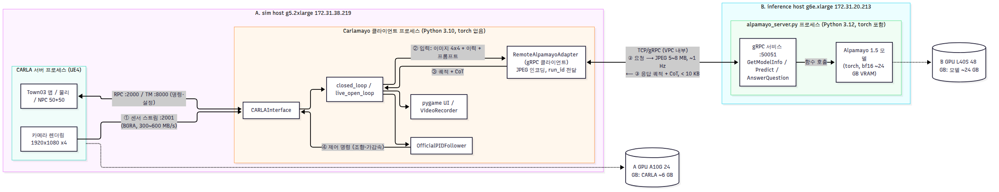 A. sim host g5.2xlarge 172.31.38.219
CARLA 서버 프로세스 (UE4)
Town03 맵 / 물리
/ NPC 50+50
카메라 렌더링
1920x1080 x4
RPC :2000 / TM :8000 (명령·
설정)
① 센서 스트림 :2001
(BGRA, 300~600 MB/s)
Carlamayo 클라이언트 프로세스 (Python 3.10, torch 없음)
CARLAInterface
closed_loop /
live_open_loop
② 입력: 이미지 4x4 + 이력 +
프롬프트
③ 궤적 + CoT
RemoteAlpamayoAdapter
(gRPC 클라이언트)
JPEG 인코딩, run_id 전달
pygame UI /
VideoRecorder
OfficialPIDFollower
④ 제어 명령 (조향·가감속)
TCP/gRPC (VPC 내부)
② 요청 ⟶ JPEG 5~8 MB, ~1
Hz
⟵ ③ 응답 궤적 + CoT, < 10 KB
A GPU A10G 24
GB: CARLA ~6 GB
B. inference host g6e.xlarge 172.31.20.213
alpamayo_server.py 프로세스 (Python 3.12, torch 포함)
gRPC 서비스
:50051
GetModelInfo /
Predict /
AnswerQuestion
함수 호출
Alpamayo 1.5 모
델
(torch, bf16 ~24
GB VRAM)
B GPU L40S 48
GB: 모델 ~24 GB